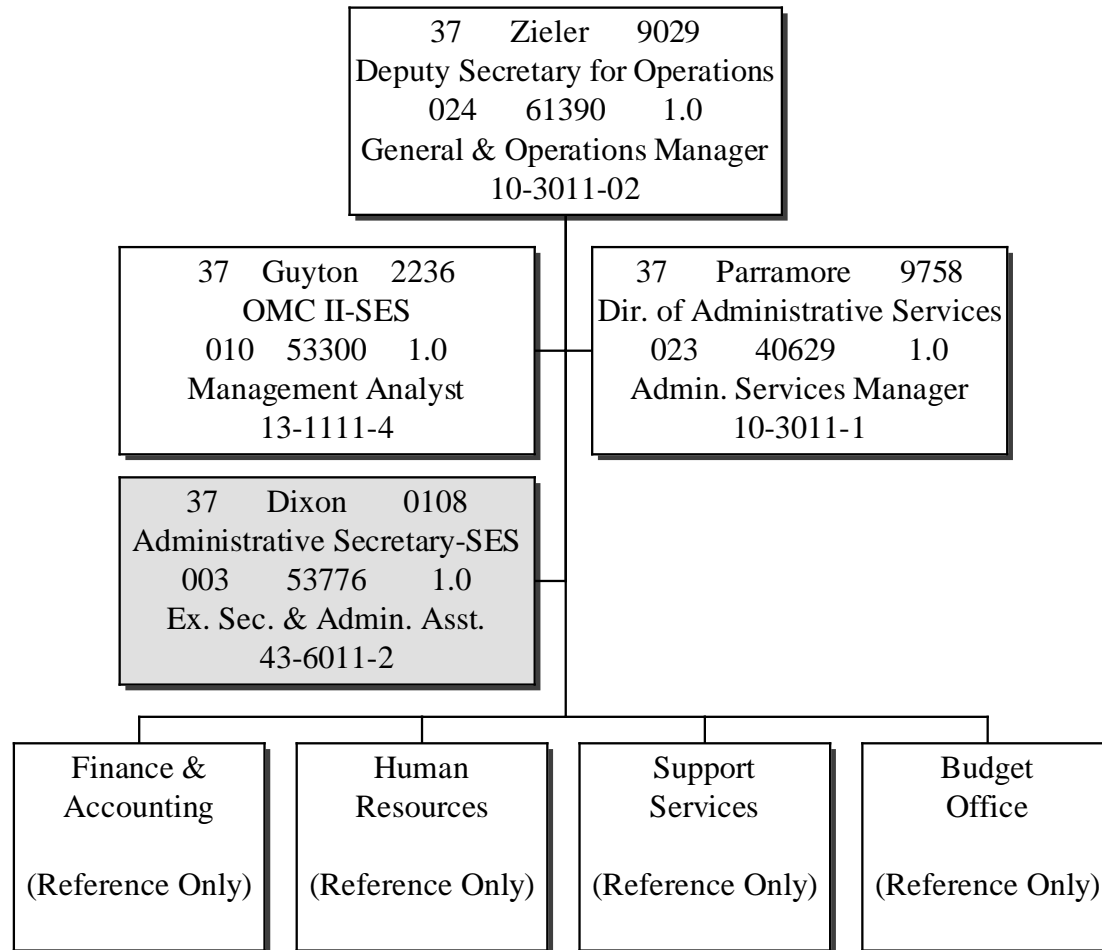 37 Zieler 9029
Deputy Secretary for Operations
024 61390 1.0
General & Operations Manager
10-3011-02
37 Guyton 2236
OMC II-SES
010 53300 1.0
Management Analyst
13-1111-4
37 Parramore 9758
Dir. of Administrative Services
023 40629 1.0
Admin. Services Manager
10-3011-1
37 Dixon 0108
Administrative Secretary-SES
003 53776 1.0
Ex. Sec. & Admin. Asst.
43-6011-2
Finance &
Accounting
(Reference Only)
Human
Resources
(Reference Only)
Support
Services
(Reference Only)
Budget
Office
(Reference Only)